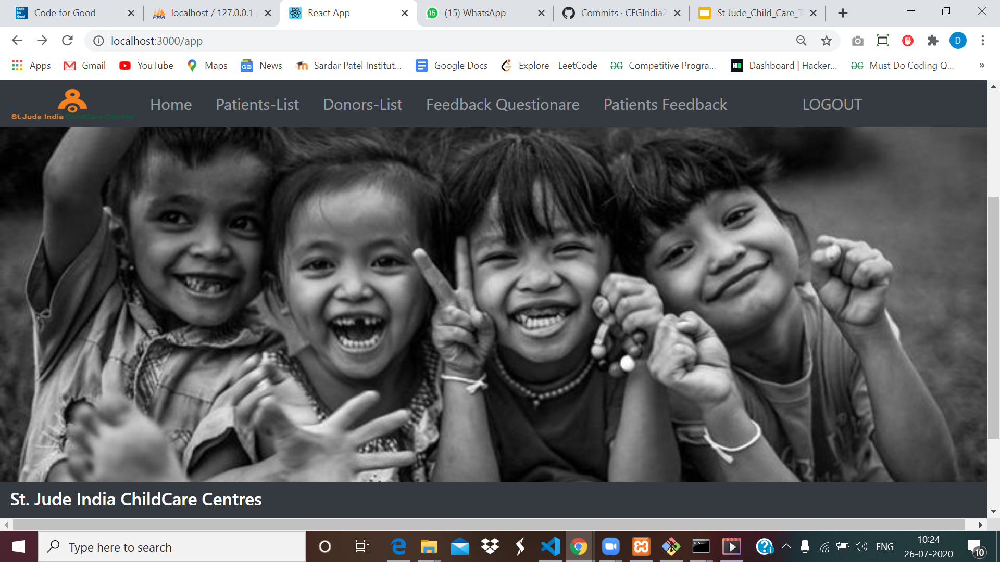 Code for Good
localhost / 127.0.0.1
React App
(15) WhatsApp
Commits · CFGIndia2
St Jude_Child_Care_T
localhost:3000/app
D
Apps
Gmail
YouTube
Maps
News
Sardar Patel Institut...
Google Docs
Explore - LeetCode
Competitive Progra...
Dashboard | Hacker...
Must Do Coding Q...
»
St.Jude India ChildCare Centres
Home
Patients-List
Donors-List
Feedback Questionare
Patients Feedback
LOGOUT
St. Jude India ChildCare Centres
Type here to search
ENG
10:24
26-07-2020
10